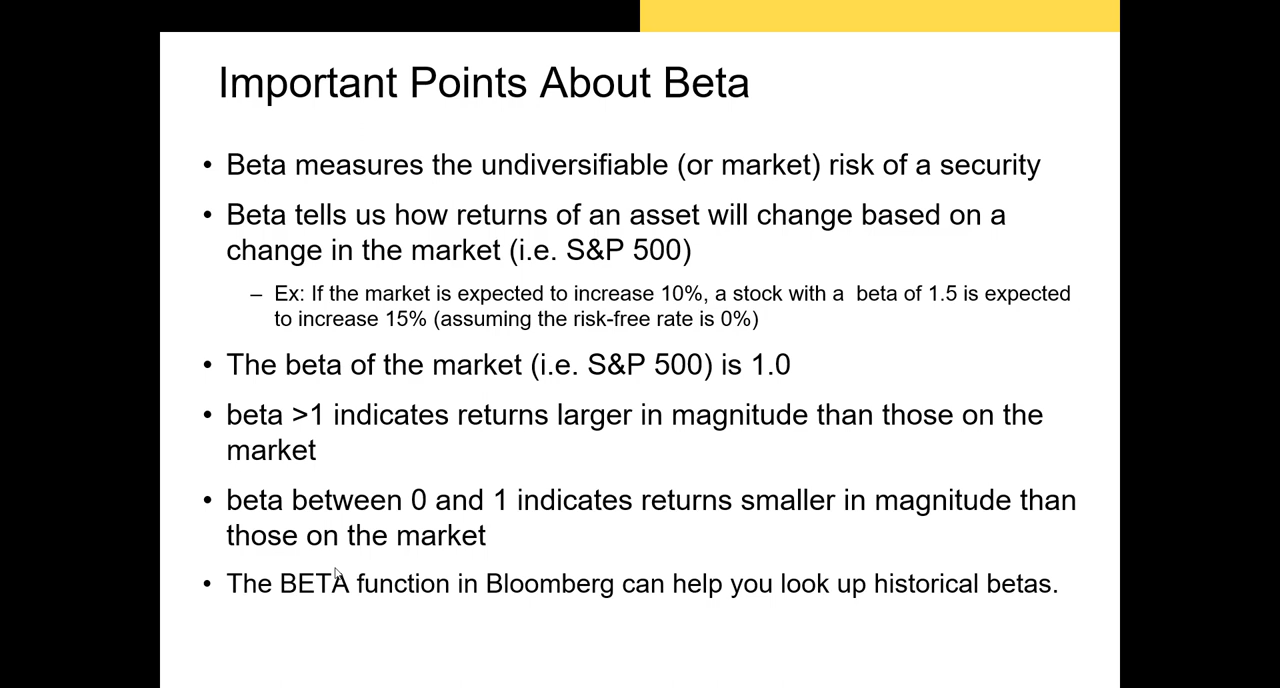 Important Points About Beta
• Beta measures the undiversifiable (or market) risk of a security
• Beta tells us how returns of an asset will change based on a
change in the market (i.e. S&P 500)
– Ex: If the market is expected to increase 10%, a stock with a  beta of 1.5 is expected
to increase 15% (assuming the risk-free rate is 0%)
• The beta of the market (i.e. S&P 500) is 1.0
• beta >1 indicates returns larger in magnitude than those on the
market
• beta between 0 and 1 indicates returns smaller in magnitude than
those on the market
• The BETA function in Bloomberg can help you look up historical betas.